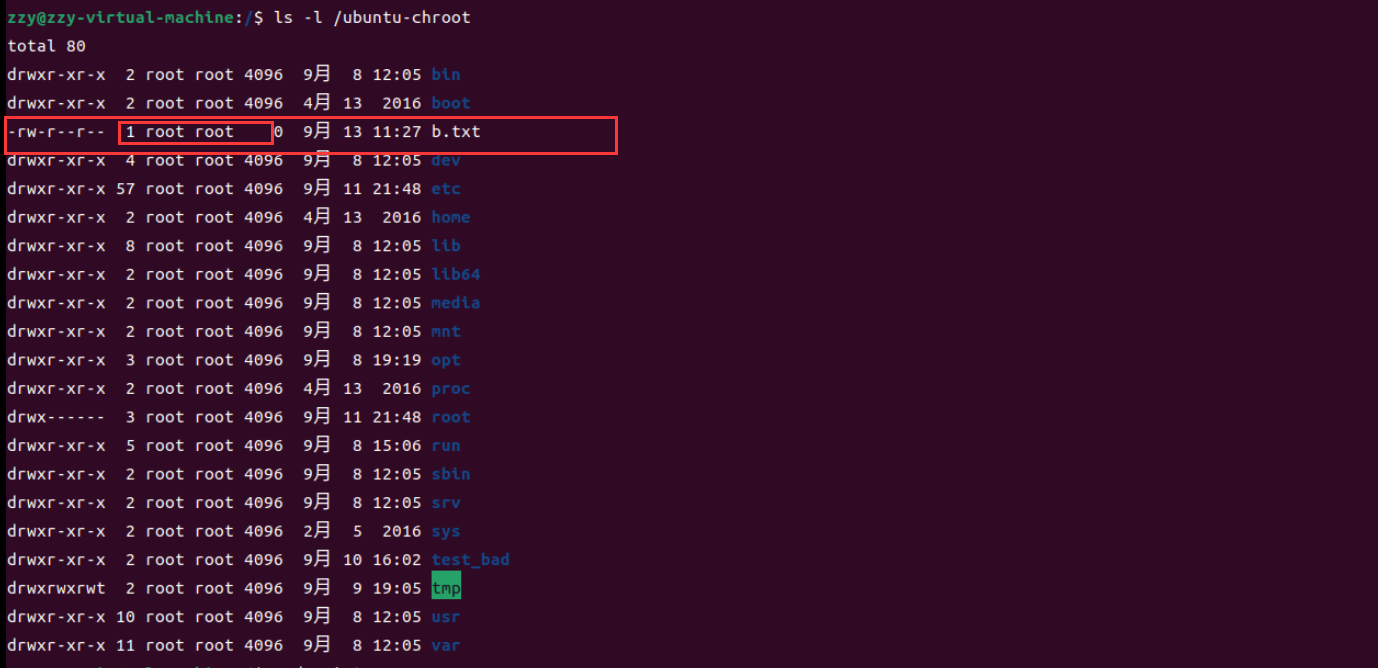 zzy@zzy-virtual-machine:/$ ls -l /ubuntu-chroot
total 80
drwxr-xr-x  2 root root 4096  9月   8 12:05 bin
drwxr-xr-x  2 root root 4096  4月  13  2016 boot
-rw-r--r--  1 root root    0  9月  13 11:27 b.txt
drwxr-xr-x  4 root root 4096  9月   8 12:05 dev
drwxr-xr-x 57 root root 4096  9月  11 21:48 etc
drwxr-xr-x  2 root root 4096  4月  13  2016 home
drwxr-xr-x  8 root root 4096  9月   8 12:05 lib
drwxr-xr-x  2 root root 4096  9月   8 12:05 lib64
drwxr-xr-x  2 root root 4096  9月   8 12:05 media
drwxr-xr-x  2 root root 4096  9月   8 12:05 mnt
drwxr-xr-x  3 root root 4096  9月   8 19:19 opt
drwxr-xr-x  2 root root 4096  4月  13  2016 proc
drwx------  3 root root 4096  9月  11 21:48 root
drwxr-xr-x  5 root root 4096  9月   8 15:06 run
drwxr-xr-x  2 root root 4096  9月   8 12:05 sbin
drwxr-xr-x  2 root root 4096  9月   8 12:05 srv
drwxr-xr-x  2 root root 4096  2月   5  2016 sys
drwxr-xr-x  2 root root 4096  9月  10 16:02 test_bad
drwxrwxrwt  2 root root 4096  9月   9 19:05 tmp
drwxr-xr-x 10 root root 4096  9月   8 12:05 usr
drwxr-xr-x 11 root root 4096  9月   8 12:05 var